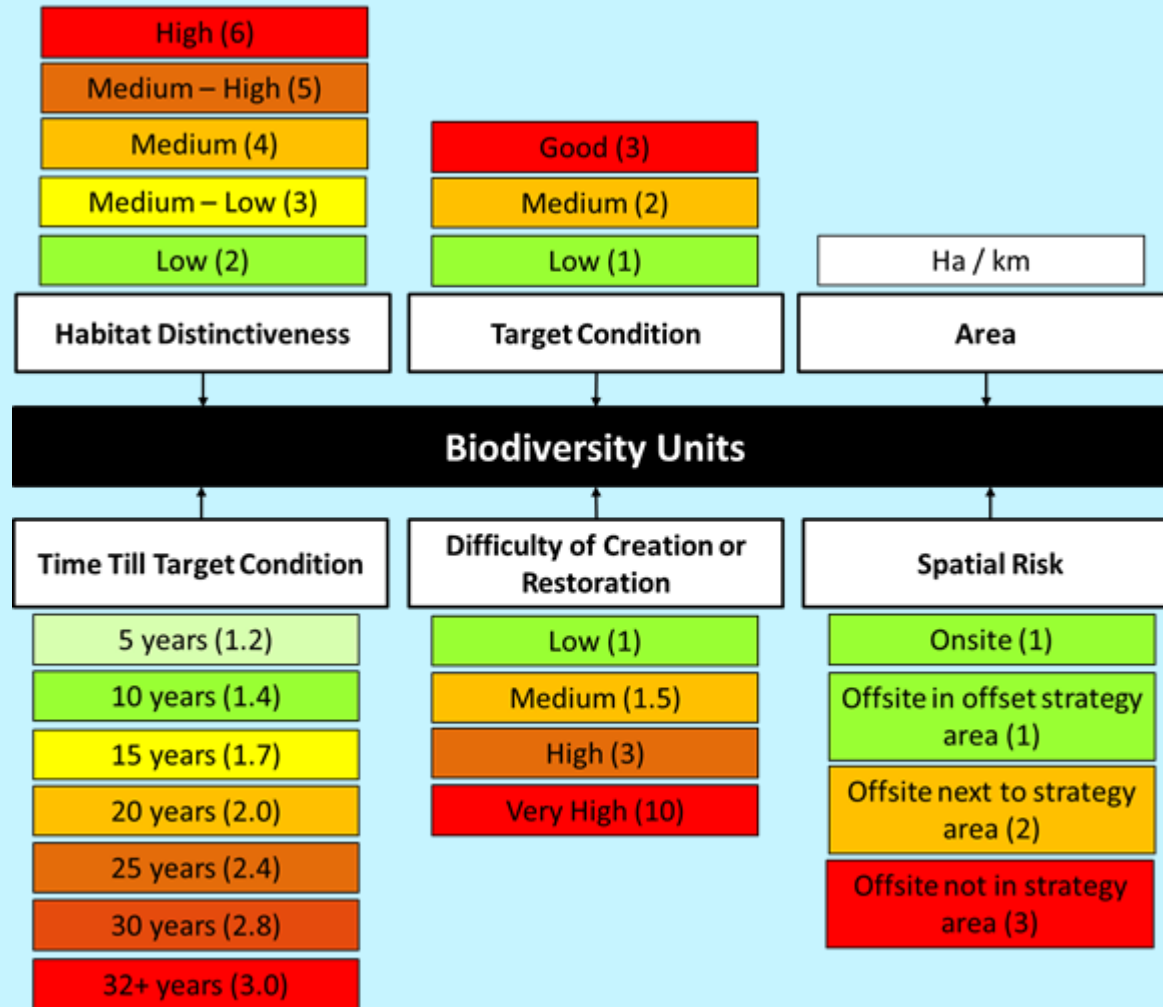 High (6)
Medium – High (5)
Medium (4)
Medium – Low (3)
Low (2)
Habitat Distinctiveness
Good (3)
Medium (2)
Low (1)
Target Condition
Ha / km
Area
Biodiversity Units
Time Till Target Condition
5 years (1.2)
10 years (1.4)
15 years (1.7)
20 years (2.0)
25 years (2.4)
30 years (2.8)
32+ years (3.0)
Difficulty of Creation or
Restoration
Low (1)
Medium (1.5)
High (3)
Very High (10)
Spatial Risk
Onsite (1)
Offsite in offset strategy
area (1)
Offsite next to strategy
area (2)
Offsite not in strategy
area (3)